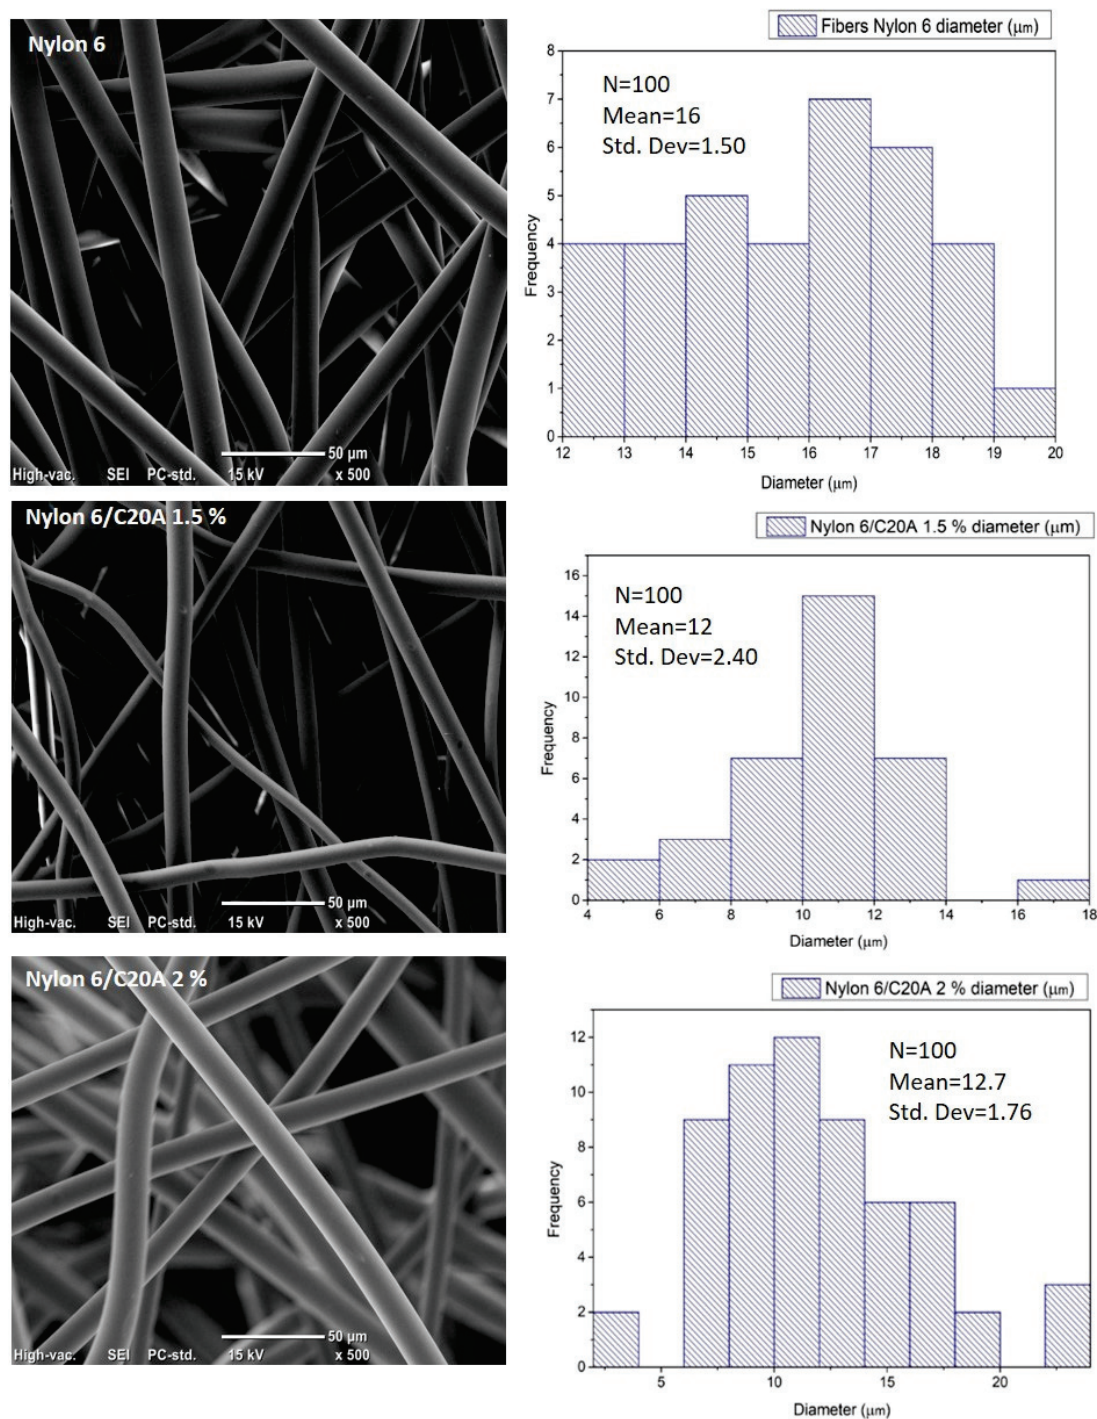 Nylon 6
50 µm
High-vac. SEI PC-std. 15 kV x 500
Fibers Nylon 6 diameter (µm)
N=100
Mean=16
Std. Dev=1.50
Frequency
8
7
6
5
4
3
2
1
0
12 13 14 15 16 17 18 19 20
Diameter (µm)
Nylon 6/C20A 1.5 %
50 µm
High-vac. SEI PC-std. 15 kV x 500
Nylon 6/C20A 1.5 % diameter (µm)
N=100
Mean=12
Std. Dev=2.40
Frequency
16
14
12
10
8
6
4
2
0
4 6 8 10 12 14 16 18
Diameter (µm)
Nylon 6/C20A 2 %
50 µm
High-vac. SEI PC-std. 15 kV x 500
Nylon 6/C20A 2 % diameter (µm)
N=100
Mean=12.7
Std. Dev=1.76
Frequency
12
10
8
6
4
2
0
5 10 15 20
Diameter (µm)